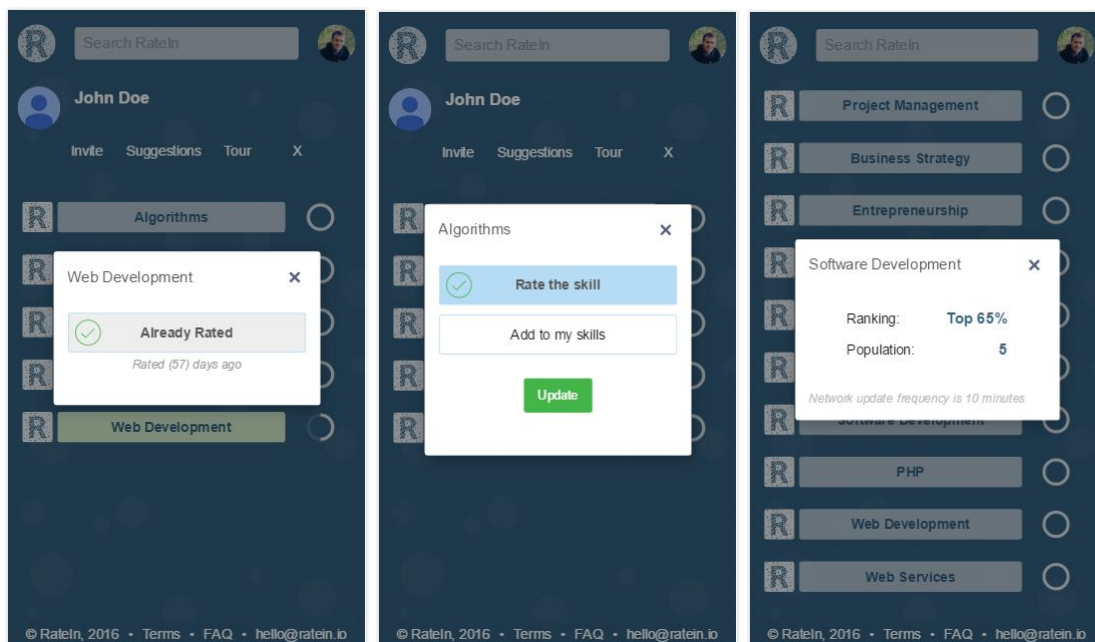 Search RateIn
John Doe
Invite Suggestions Tour X
R Algorithms
R
Web Development ×
R
Already Rated
Rated (57) days ago
R
R Web Development
© RateIn, 2016 • Terms • FAQ • hello@ratein.io
Search RateIn
John Doe
Invite Suggestions Tour X
R
Algorithms ×
R
Rate the skill
R
Add to my skills
R
Update
R
© RateIn, 2016 • Terms • FAQ • hello@ratein.io
Search RateIn
R Project Management
R Business Strategy
R Entrepreneurship
R
Software Development ×
R
Ranking: Top 65%
Population: 5
R
Network update frequency is 10 minutes
R Software Development
R PHP
R Web Development
R Web Services
© RateIn, 2016 • Terms • FAQ • hello@ratein.io